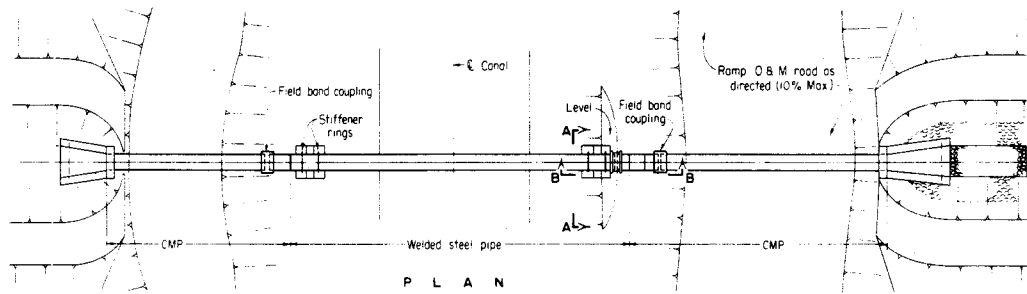 ℄ Canal
Field band coupling
Stiffener
rings
Level
Field band
coupling
Ramp O & M road as
directed (10% Max)
A
A
B
B
CMP
Welded steel pipe
CMP
PLAN